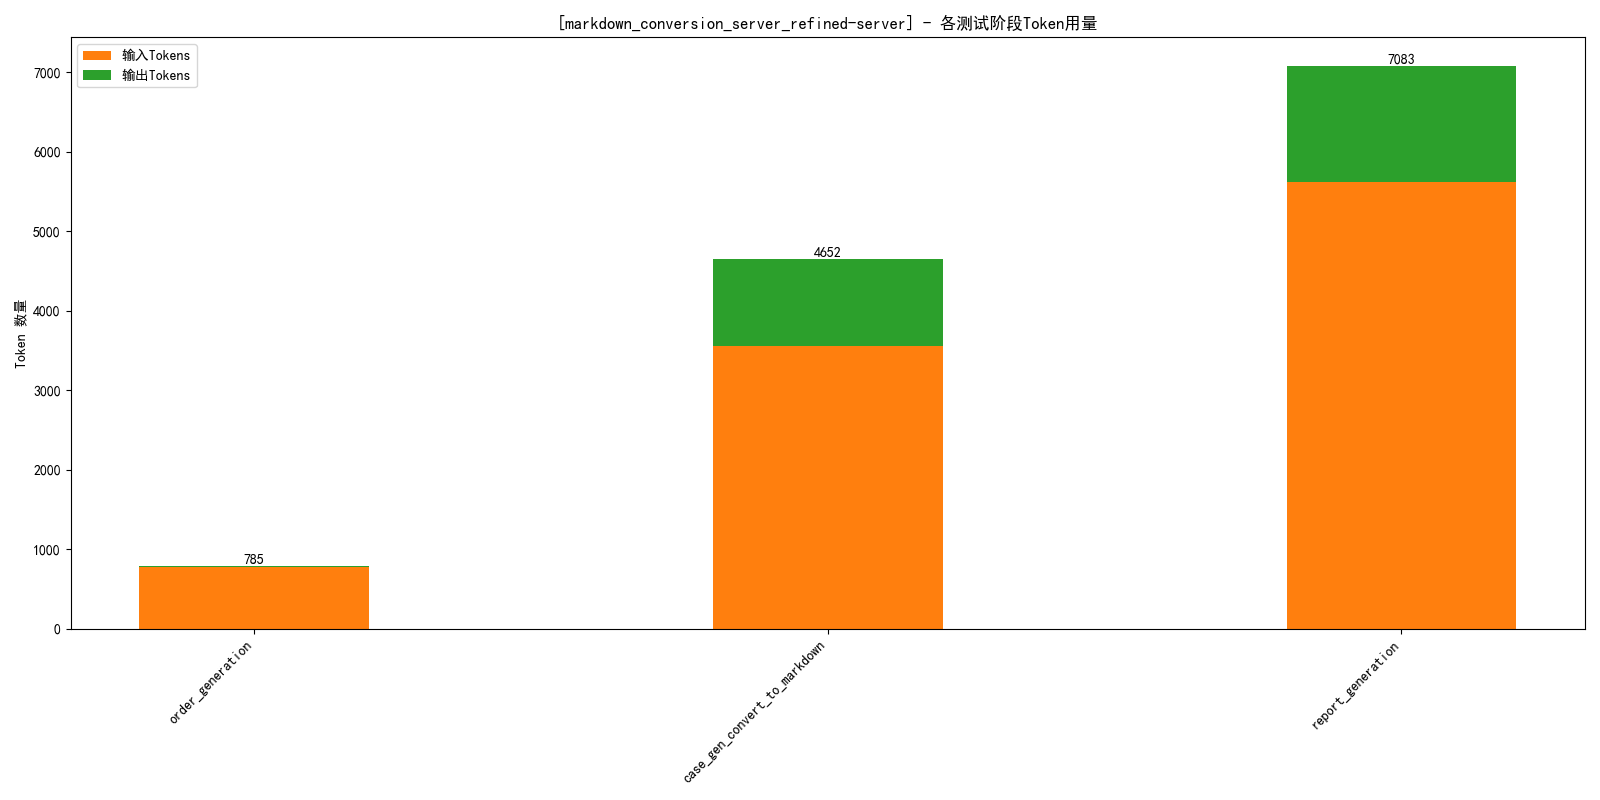 [markdown_conversion_server_refined-server] - 各测试阶段Token用量
输入Tokens
输出Tokens
Token 数量
7000
6000
5000
4000
3000
2000
1000
0
785
4652
7083
order_generation
case_gen_convert_to_markdown
report_generation